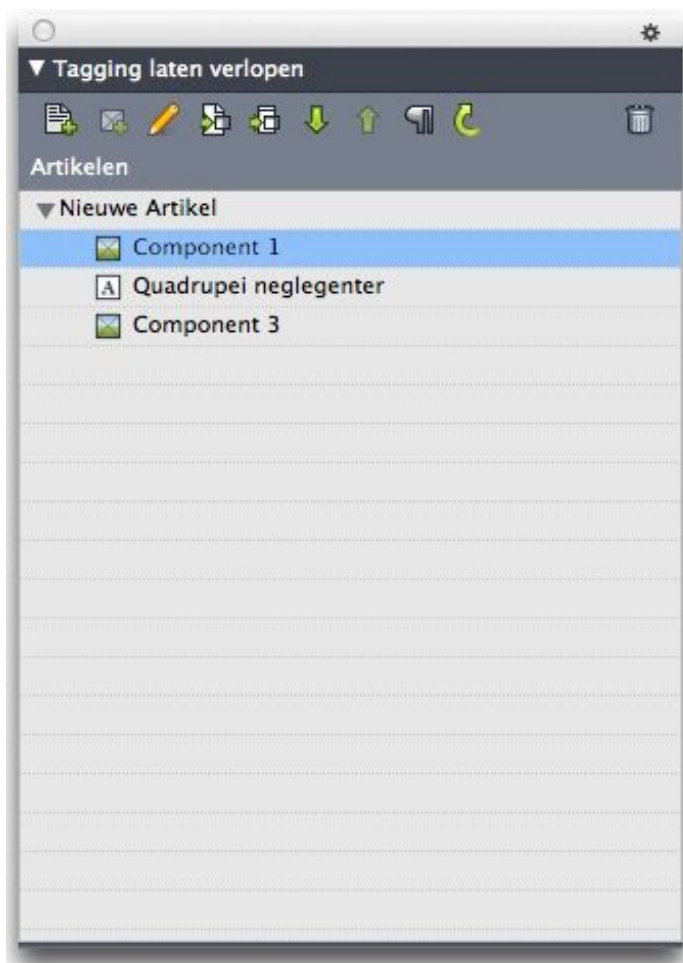 Tagging laten verlopen
Artikelen
Nieuwe Artikel
Component 1
A Quadrupei neglegenter
Component 3